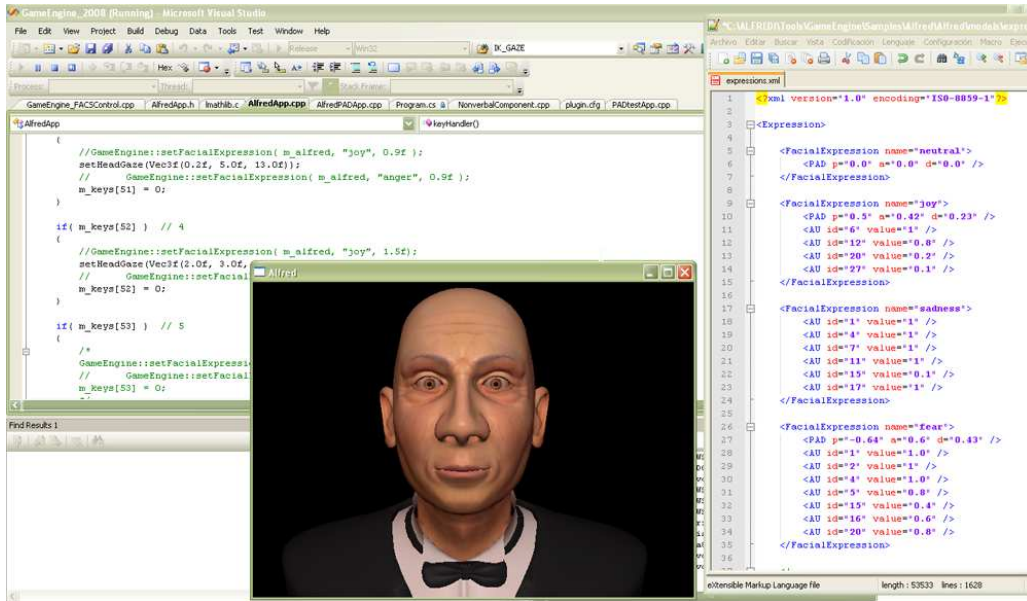 GameEngine_2008 (Running) - Microsoft Visual Studio
File Edit View Project Build Debug Data Tools Test Window Help
Release Win32 IK_GAZE
Hex
Process: Thread: Stack Frame:
GameEngine_FACSControl.cpp AlfredApp.h lmathlib.c AlfredApp.cpp AlfredPADApp.cpp Program.cs NonverbalComponent.cpp plugin.cfg PADtestApp.cpp
AlfredApp keyHandler()
{
//GameEngine::setFacialExpression( m_alfred, "joy", 0.9f );
setHeadGaze(Vec3f(0.2f, 5.0f, 13.0f));
// GameEngine::setFacialExpression( m_alfred, "anger", 0.9f );
m_keys[51] = 0;
}
if( m_keys[52] ) // 4
{
//GameEngine::setFacialExpression( m_alfred, "joy", 1.5f);
setHeadGaze(Vec3f(2.0f, 3.0f,
// GameEngine::setFacial
m_keys[52] = 0;
}
if( m_keys[53] ) // 5
{
/*
GameEngine::setFacialExpressi
// GameEngine::setFacial
m_keys[53] = 0;
Find Results 1
Alfred
*C:\ALFRED\Tools\GameEngine\Samples\Alfred\Alfred\models\expre
Archivo Editar Buscar Vista Codificación Lenguaje Configuración Macro Ejec
expressions.xml
1 <?xml version="1.0" encoding="ISO-8859-1"?>
2
3 <Expression>
4
5 <FacialExpression name="neutral">
6 <PAD p="0.0" a="0.0" d="0.0" />
7 </FacialExpression>
8
9 <FacialExpression name="joy">
10 <PAD p="0.5" a="0.42" d="0.23" />
11 <AU id="6" value="1" />
12 <AU id="12" value="0.8" />
13 <AU id="20" value="0.2" />
14 <AU id="27" value="0.1" />
15 </FacialExpression>
16
17 <FacialExpression name="sadness">
18 <AU id="1" value="1" />
19 <AU id="4" value="1" />
20 <AU id="7" value="1" />
21 <AU id="11" value="1" />
22 <AU id="15" value="0.1" />
23 <AU id="17" value="1" />
24 </FacialExpression>
25
26 <FacialExpression name="fear">
27 <PAD p="-0.64" a="0.6" d="0.43" />
28 <AU id="1" value="1.0" />
29 <AU id="2" value="1" />
30 <AU id="4" value="1.0" />
31 <AU id="5" value="0.8" />
32 <AU id="15" value="0.4" />
33 <AU id="16" value="0.6" />
34 <AU id="20" value="0.8" />
35 </FacialExpression>
36
eXtensible Markup Language file length : 53533 lines : 1628